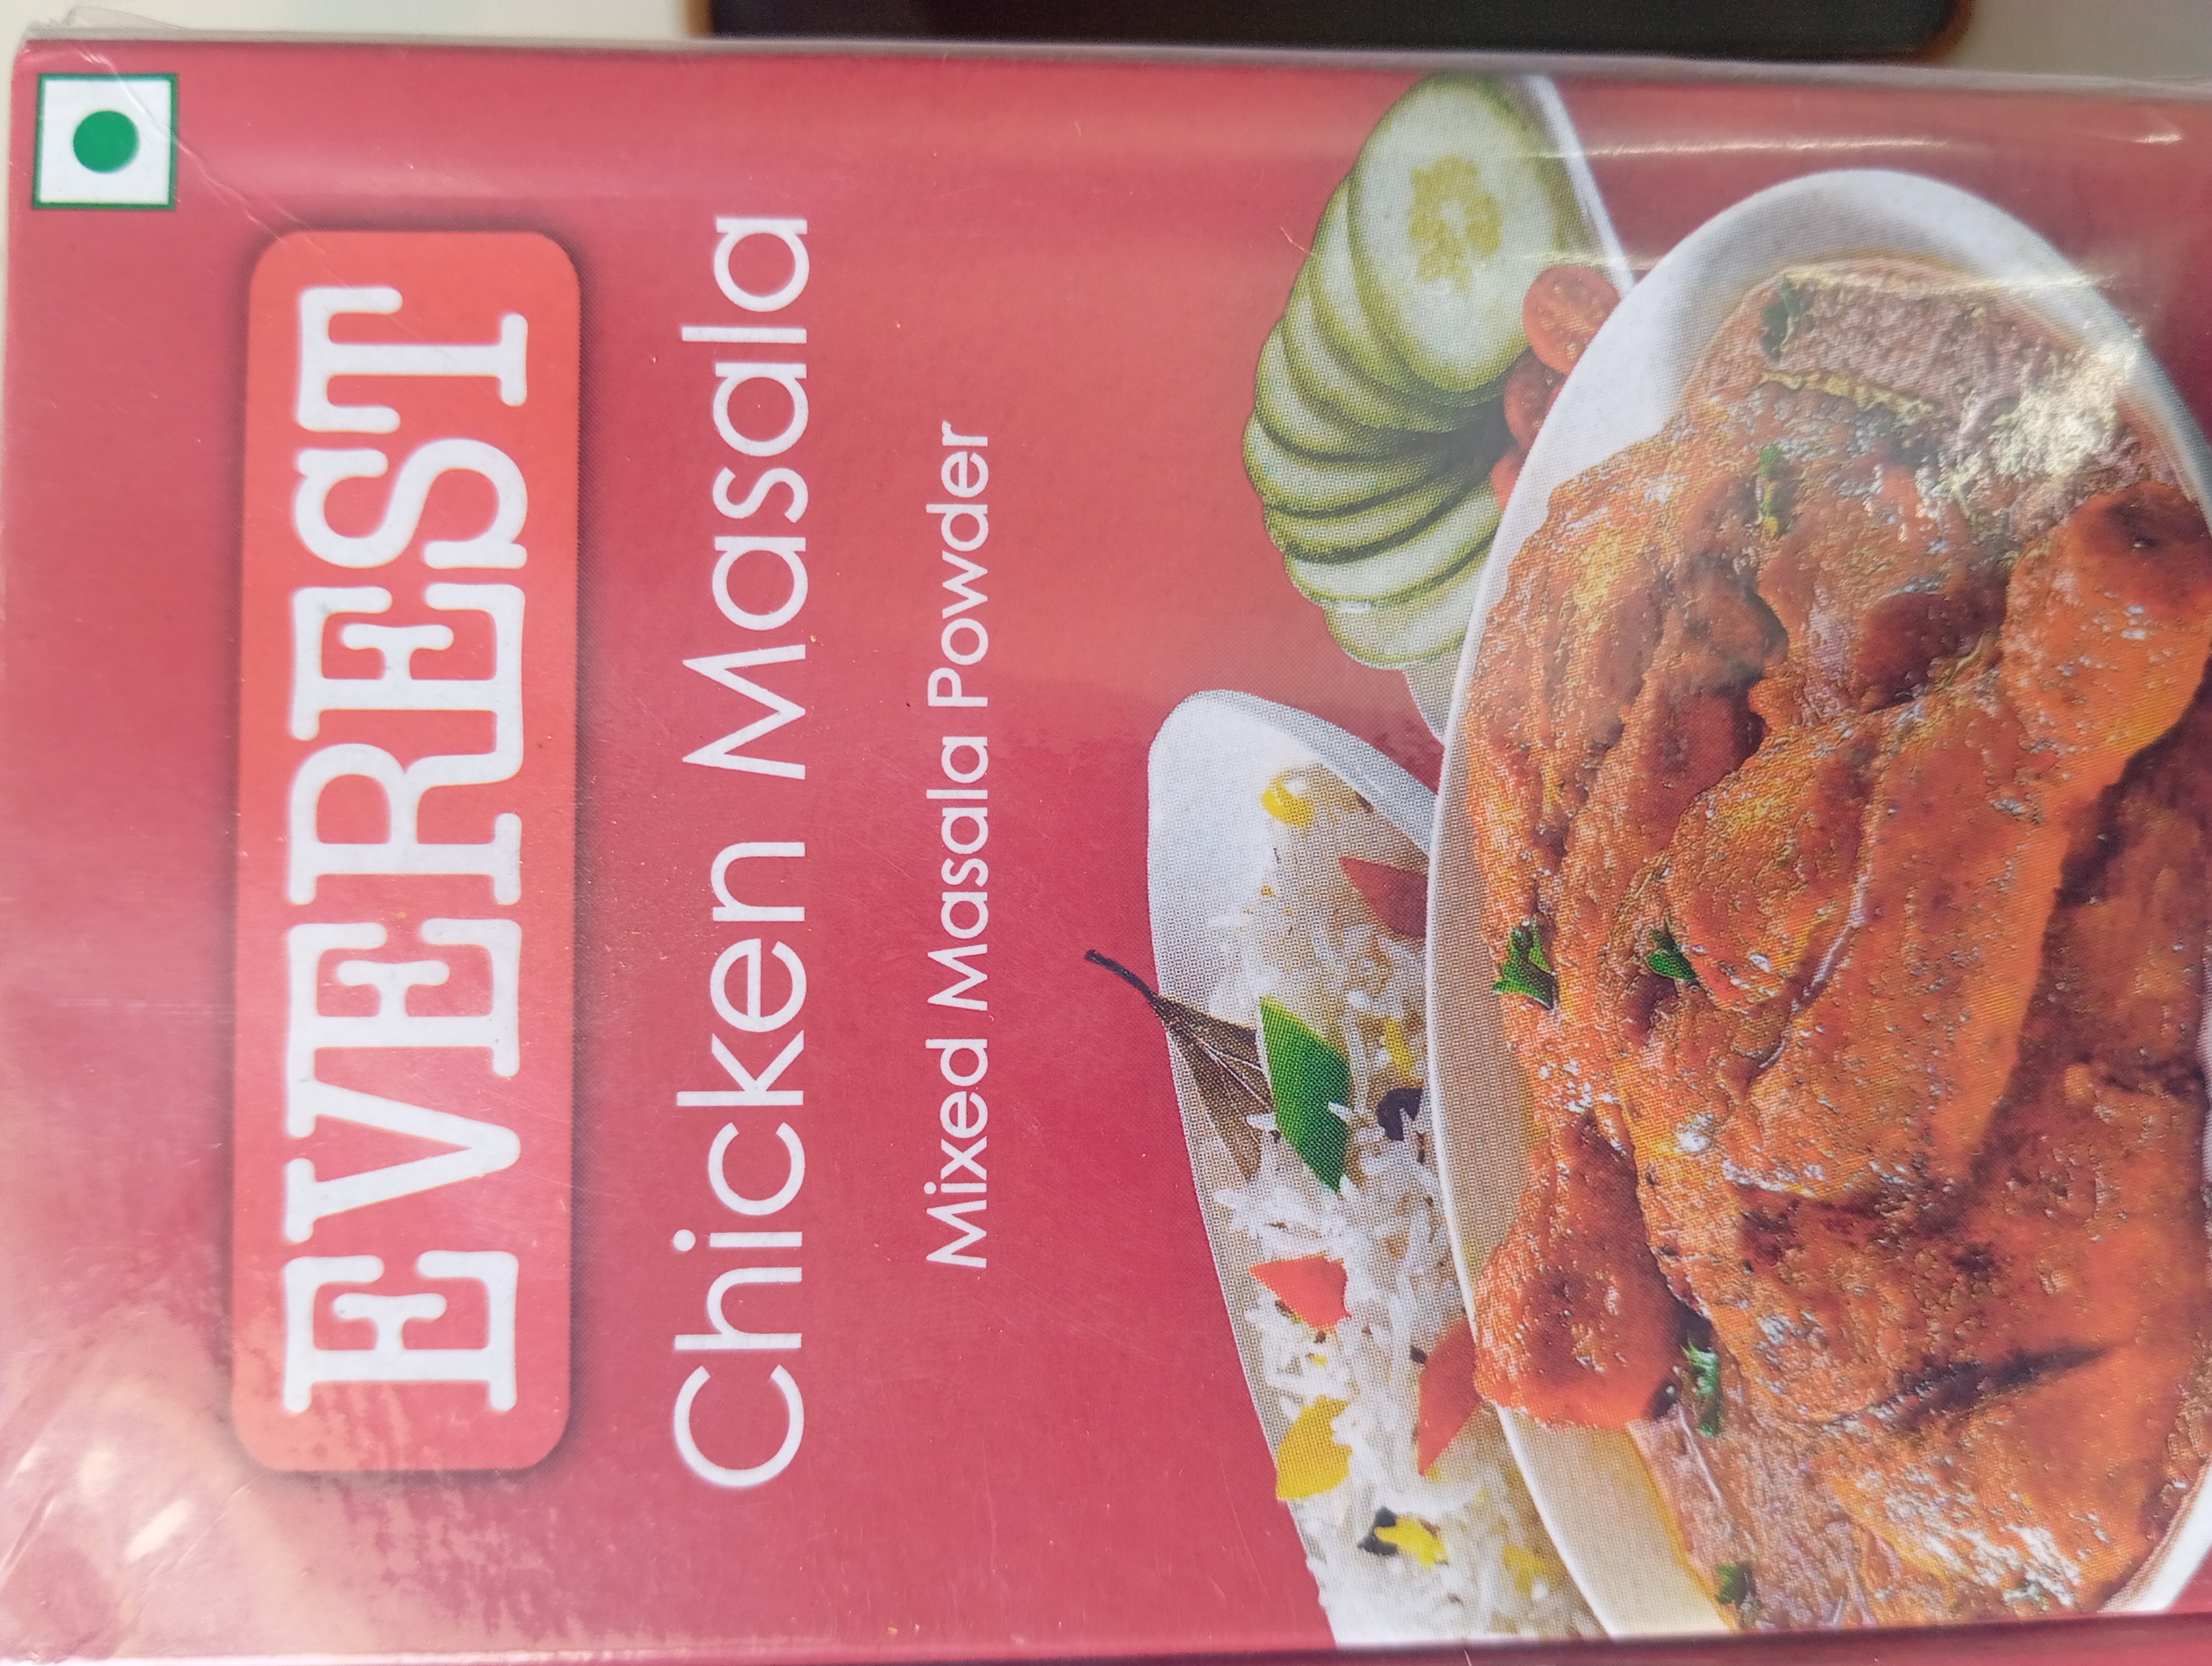 EVEREST
Chicken Masala
Mixed Masala Powder